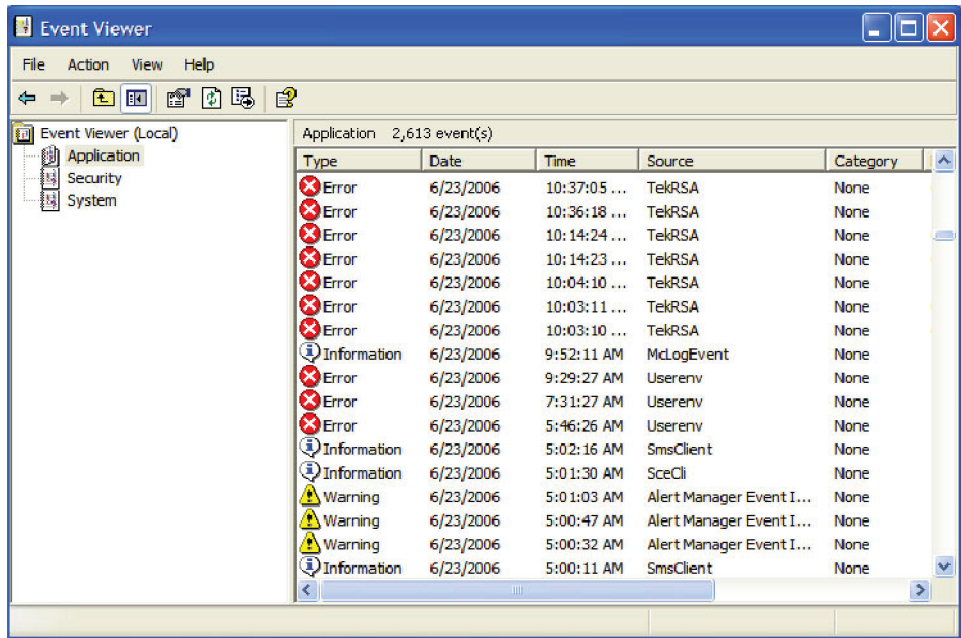 Event Viewer
File Action View Help
Event Viewer (Local)
Application
Security
System
Application 2,613 event(s)
Type Date Time Source Category
Error 6/23/2006 10:37:05 ... TekRSA None
Error 6/23/2006 10:36:18 ... TekRSA None
Error 6/23/2006 10:14:24 ... TekRSA None
Error 6/23/2006 10:14:23 ... TekRSA None
Error 6/23/2006 10:04:10 ... TekRSA None
Error 6/23/2006 10:03:11 ... TekRSA None
Error 6/23/2006 10:03:10 ... TekRSA None
Information 6/23/2006 9:52:11 AM McLogEvent None
Error 6/23/2006 9:29:27 AM Userenv None
Error 6/23/2006 7:31:27 AM Userenv None
Error 6/23/2006 5:46:26 AM Userenv None
Information 6/23/2006 5:02:16 AM SmsClient None
Information 6/23/2006 5:01:30 AM SceCli None
Warning 6/23/2006 5:01:03 AM Alert Manager Event I... None
Warning 6/23/2006 5:00:47 AM Alert Manager Event I... None
Warning 6/23/2006 5:00:32 AM Alert Manager Event I... None
Information 6/23/2006 5:00:11 AM SmsClient None